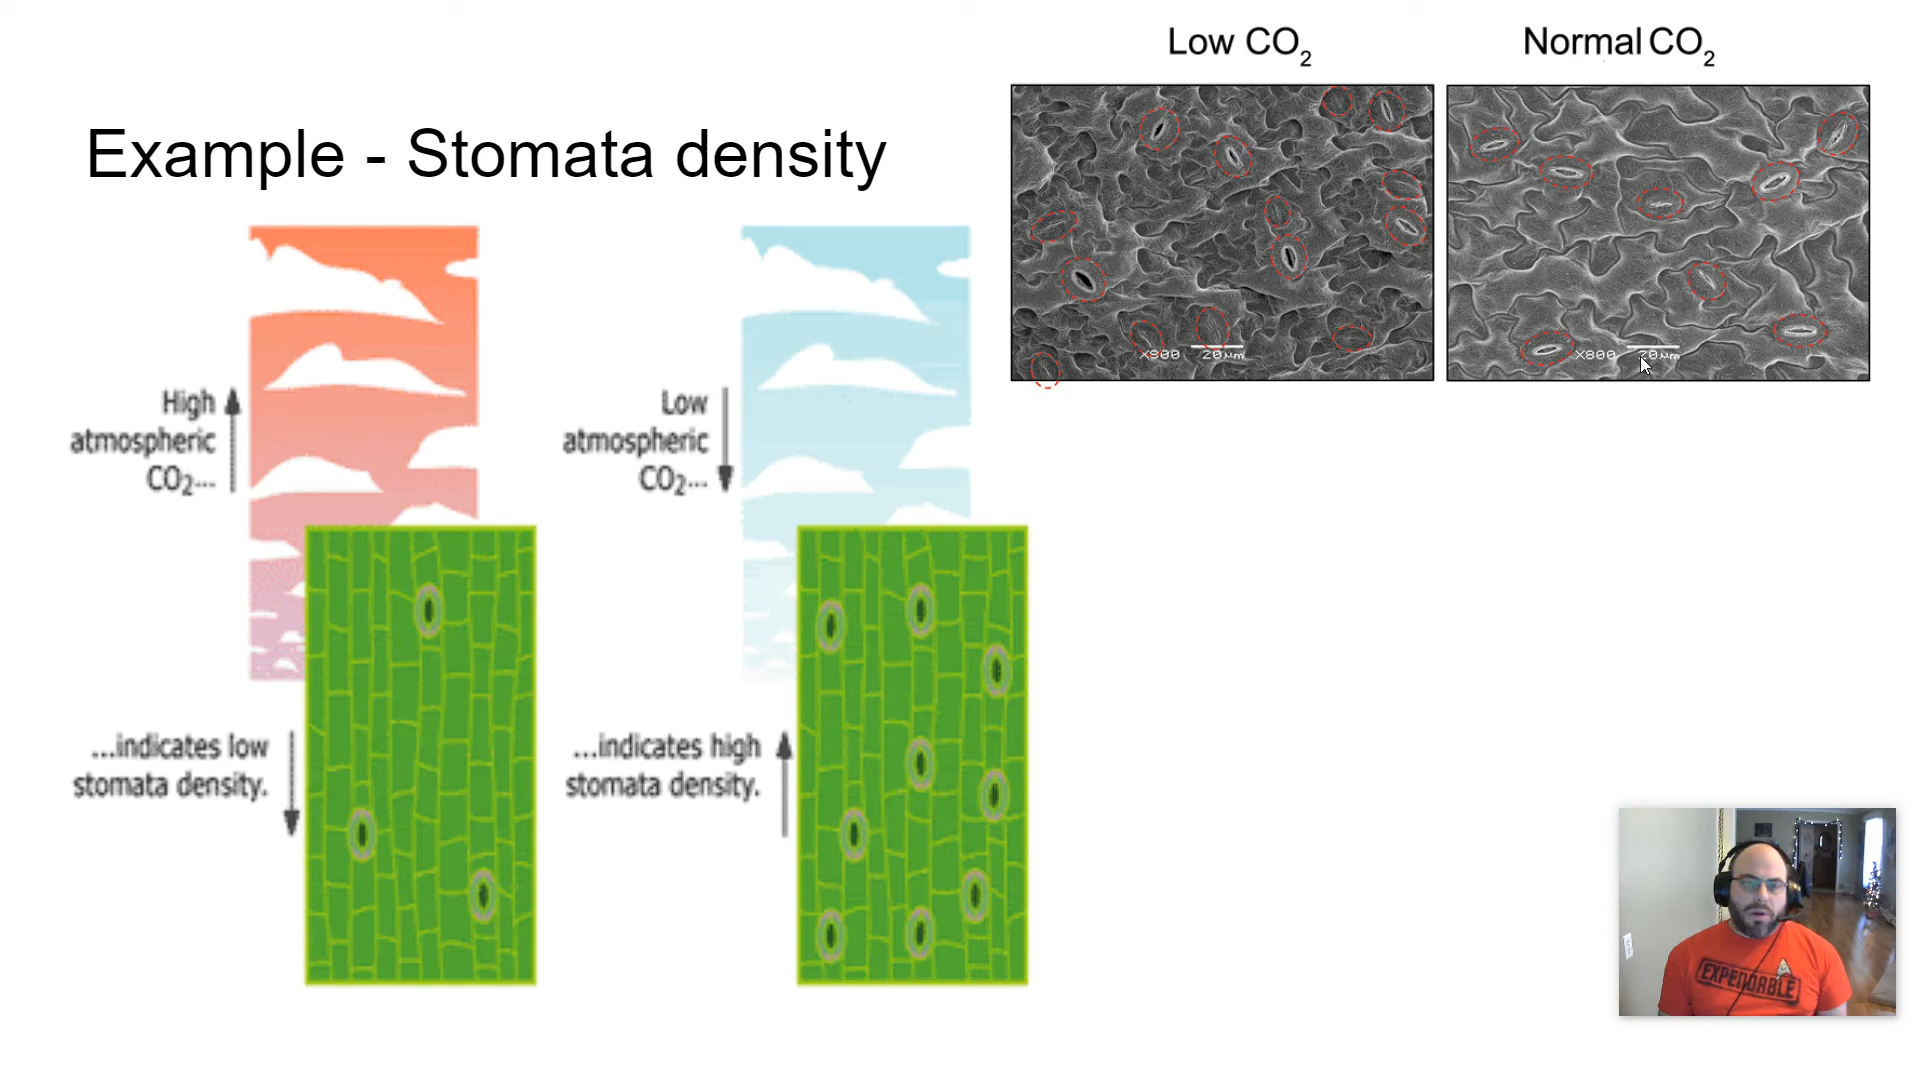 Low CO2
Normal CO2
Example - Stomata density
X900 20µm
X800 20µm
High
atmospheric
CO2...
Low
atmospheric
CO2...
...indicates low
stomata density.
...indicates high
stomata density.
EXPENDABLE